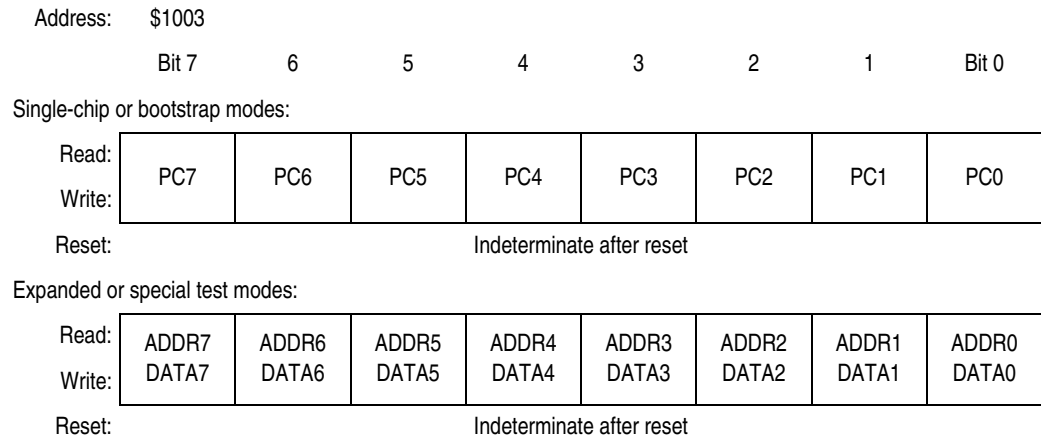 Address: $1003
Bit 7 6 5 4 3 2 1 Bit 0
Single-chip or bootstrap modes:
Read:
PC7 PC6 PC5 PC4 PC3 PC2 PC1 PC0
Write:
Reset: Indeterminate after reset
Expanded or special test modes:
Read: ADDR7 ADDR6 ADDR5 ADDR4 ADDR3 ADDR2 ADDR1 ADDR0
Write: DATA7 DATA6 DATA5 DATA4 DATA3 DATA2 DATA1 DATA0
Reset: Indeterminate after reset